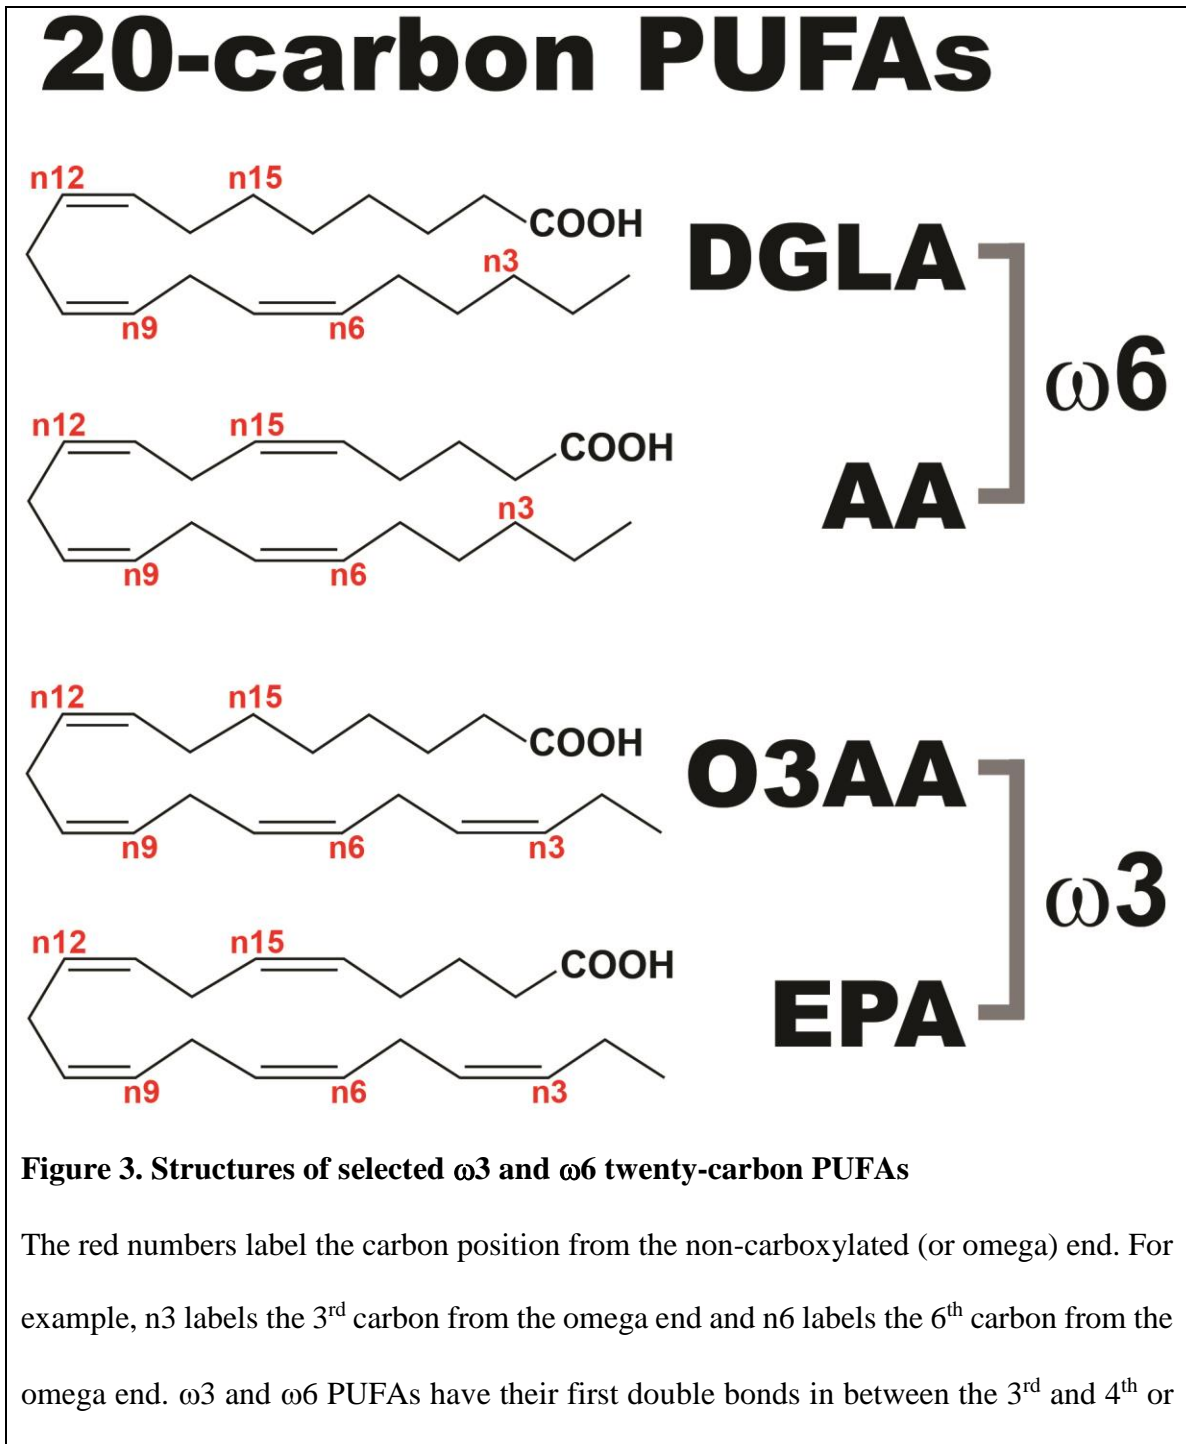 20-carbon PUFAs
n12 n15
COOH
n3
n9 n6
DGLA
n12 n15
COOH
n3
n9 n6
AA
ω6
n12 n15
COOH
n9 n6 n3
O3AA
n12 n15
COOH
n9 n6 n3
EPA
ω3
Figure 3. Structures of selected ω3 and ω6 twenty-carbon PUFAs
The red numbers label the carbon position from the non-carboxylated (or omega) end. For
example, n3 labels the 3rd carbon from the omega end and n6 labels the 6th carbon from the
omega end. ω3 and ω6 PUFAs have their first double bonds in between the 3rd and 4th or